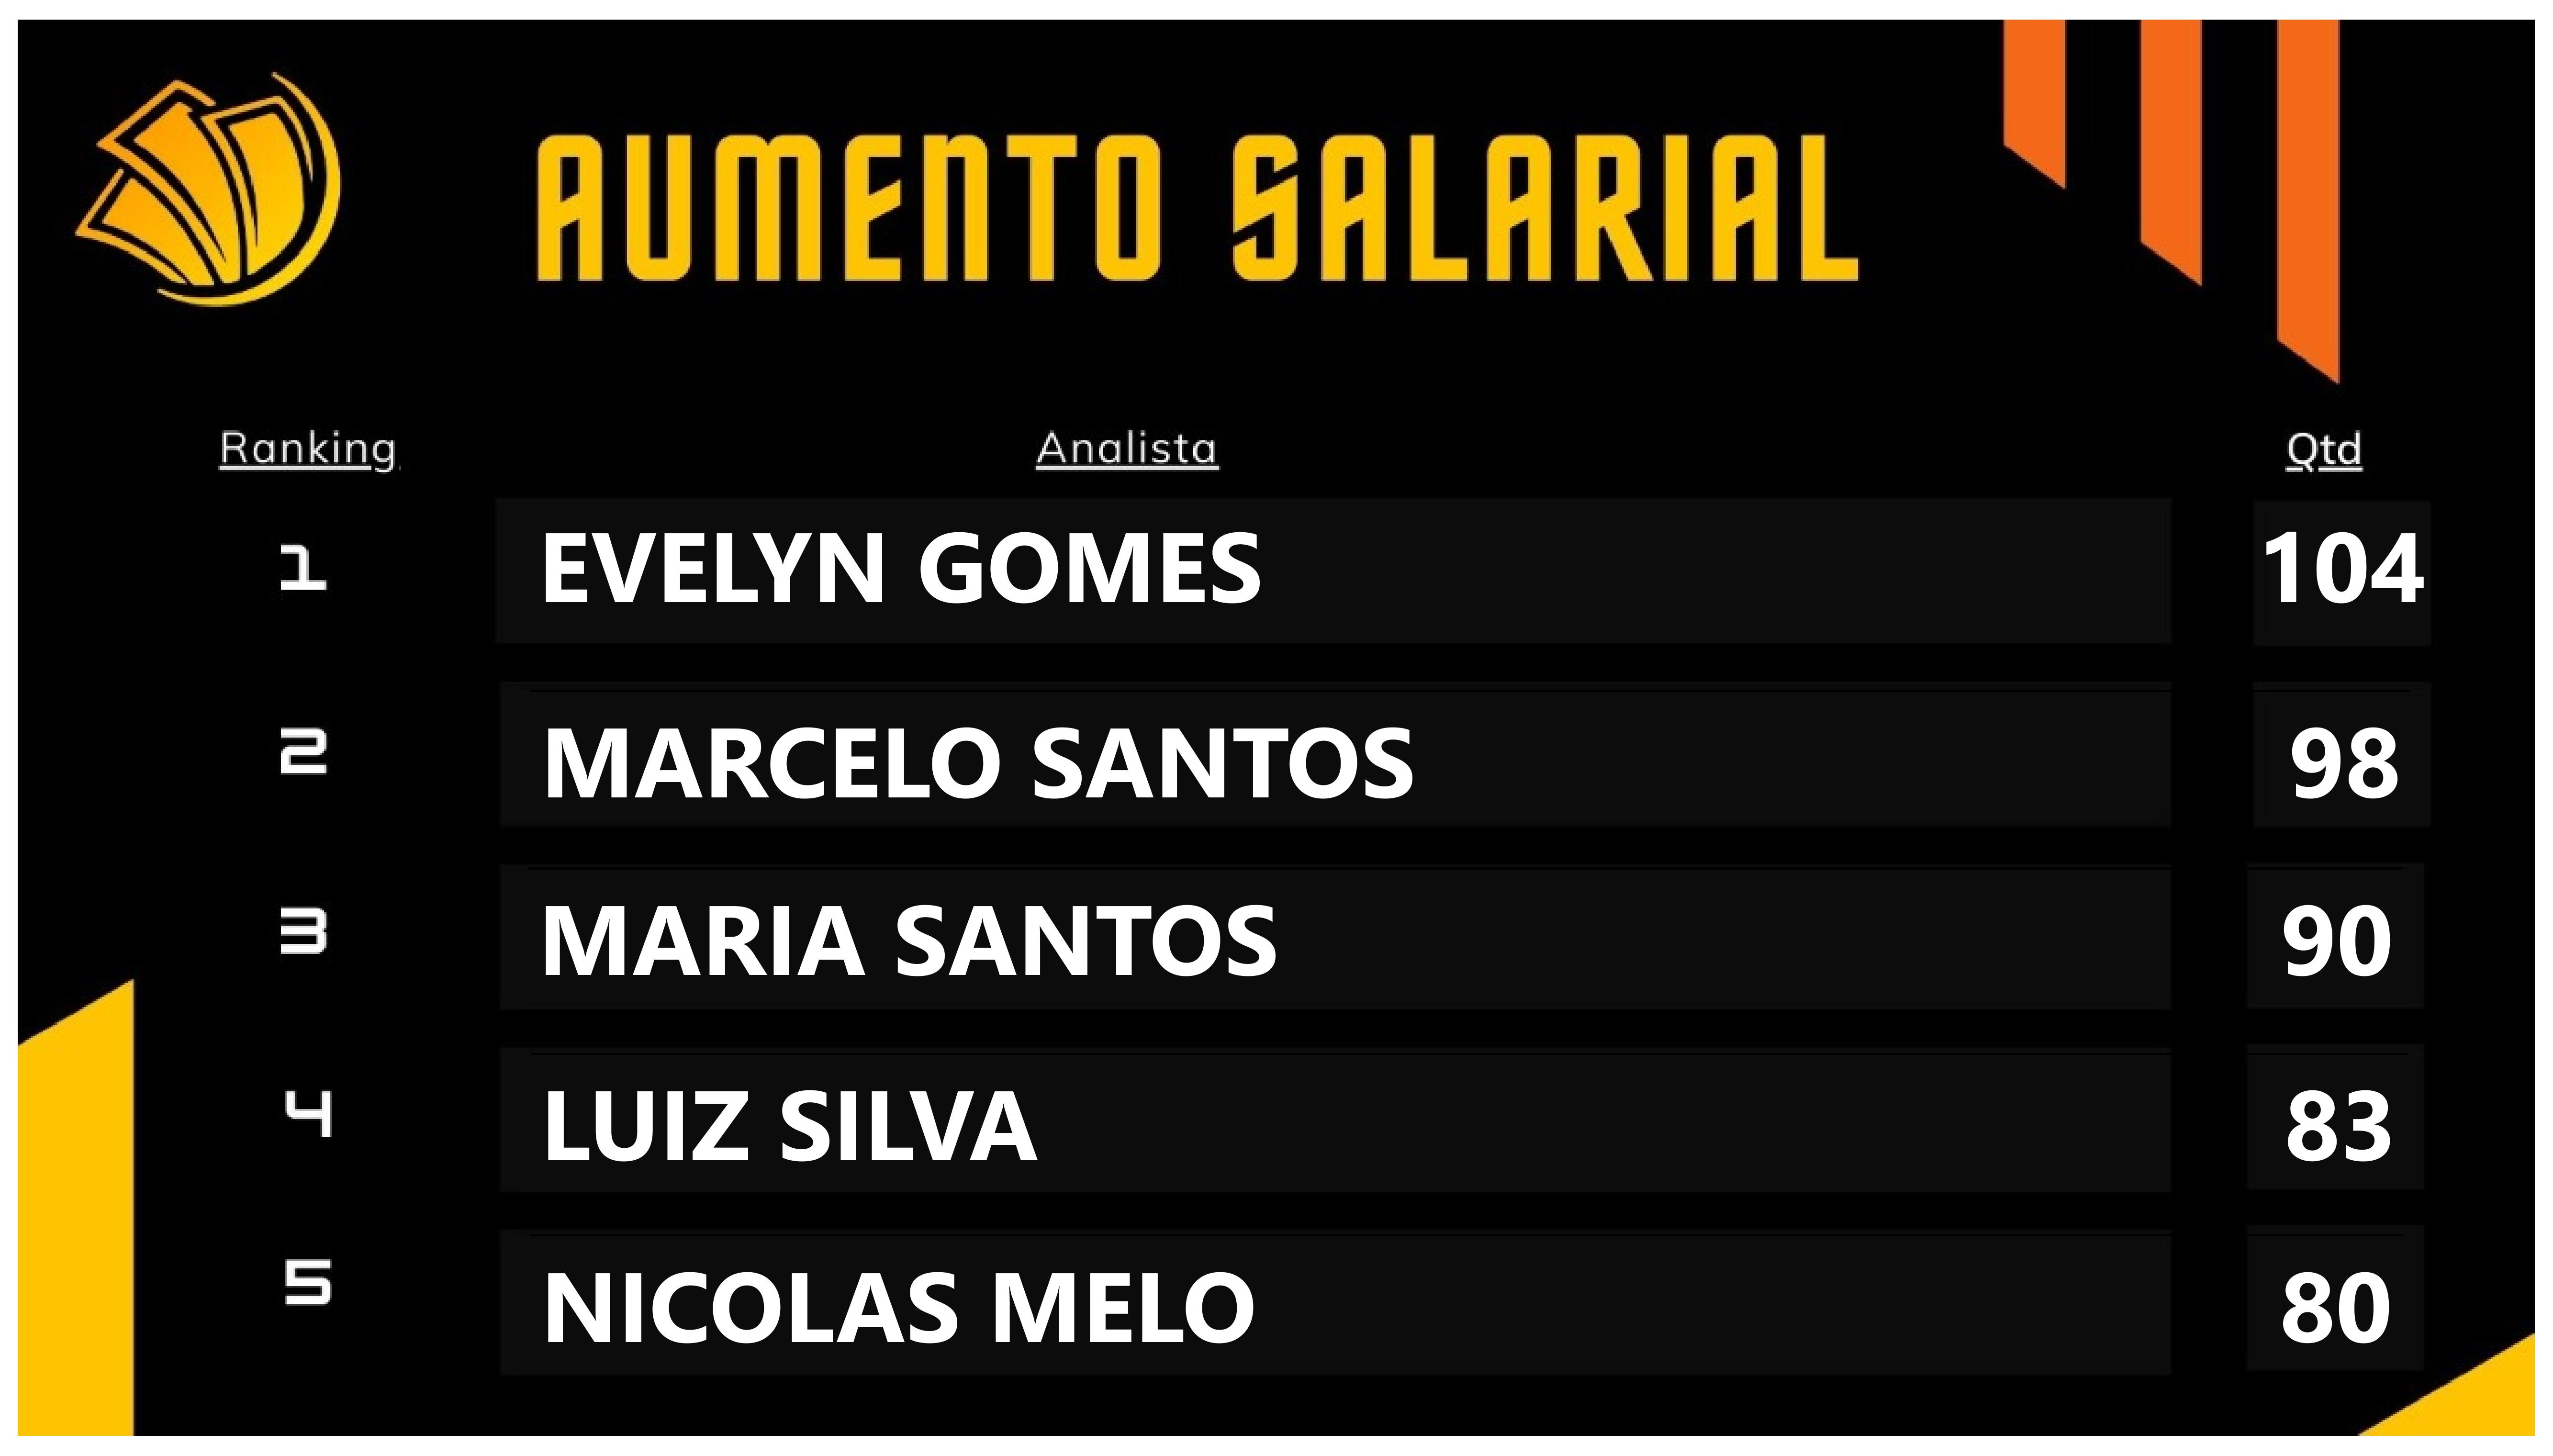 AUMENTO SALARIAL
Ranking Analista Qtd
1 EVELYN GOMES 104
2 MARCELO SANTOS 98
3 MARIA SANTOS 90
4 LUIZ SILVA 83
5 NICOLAS MELO 80